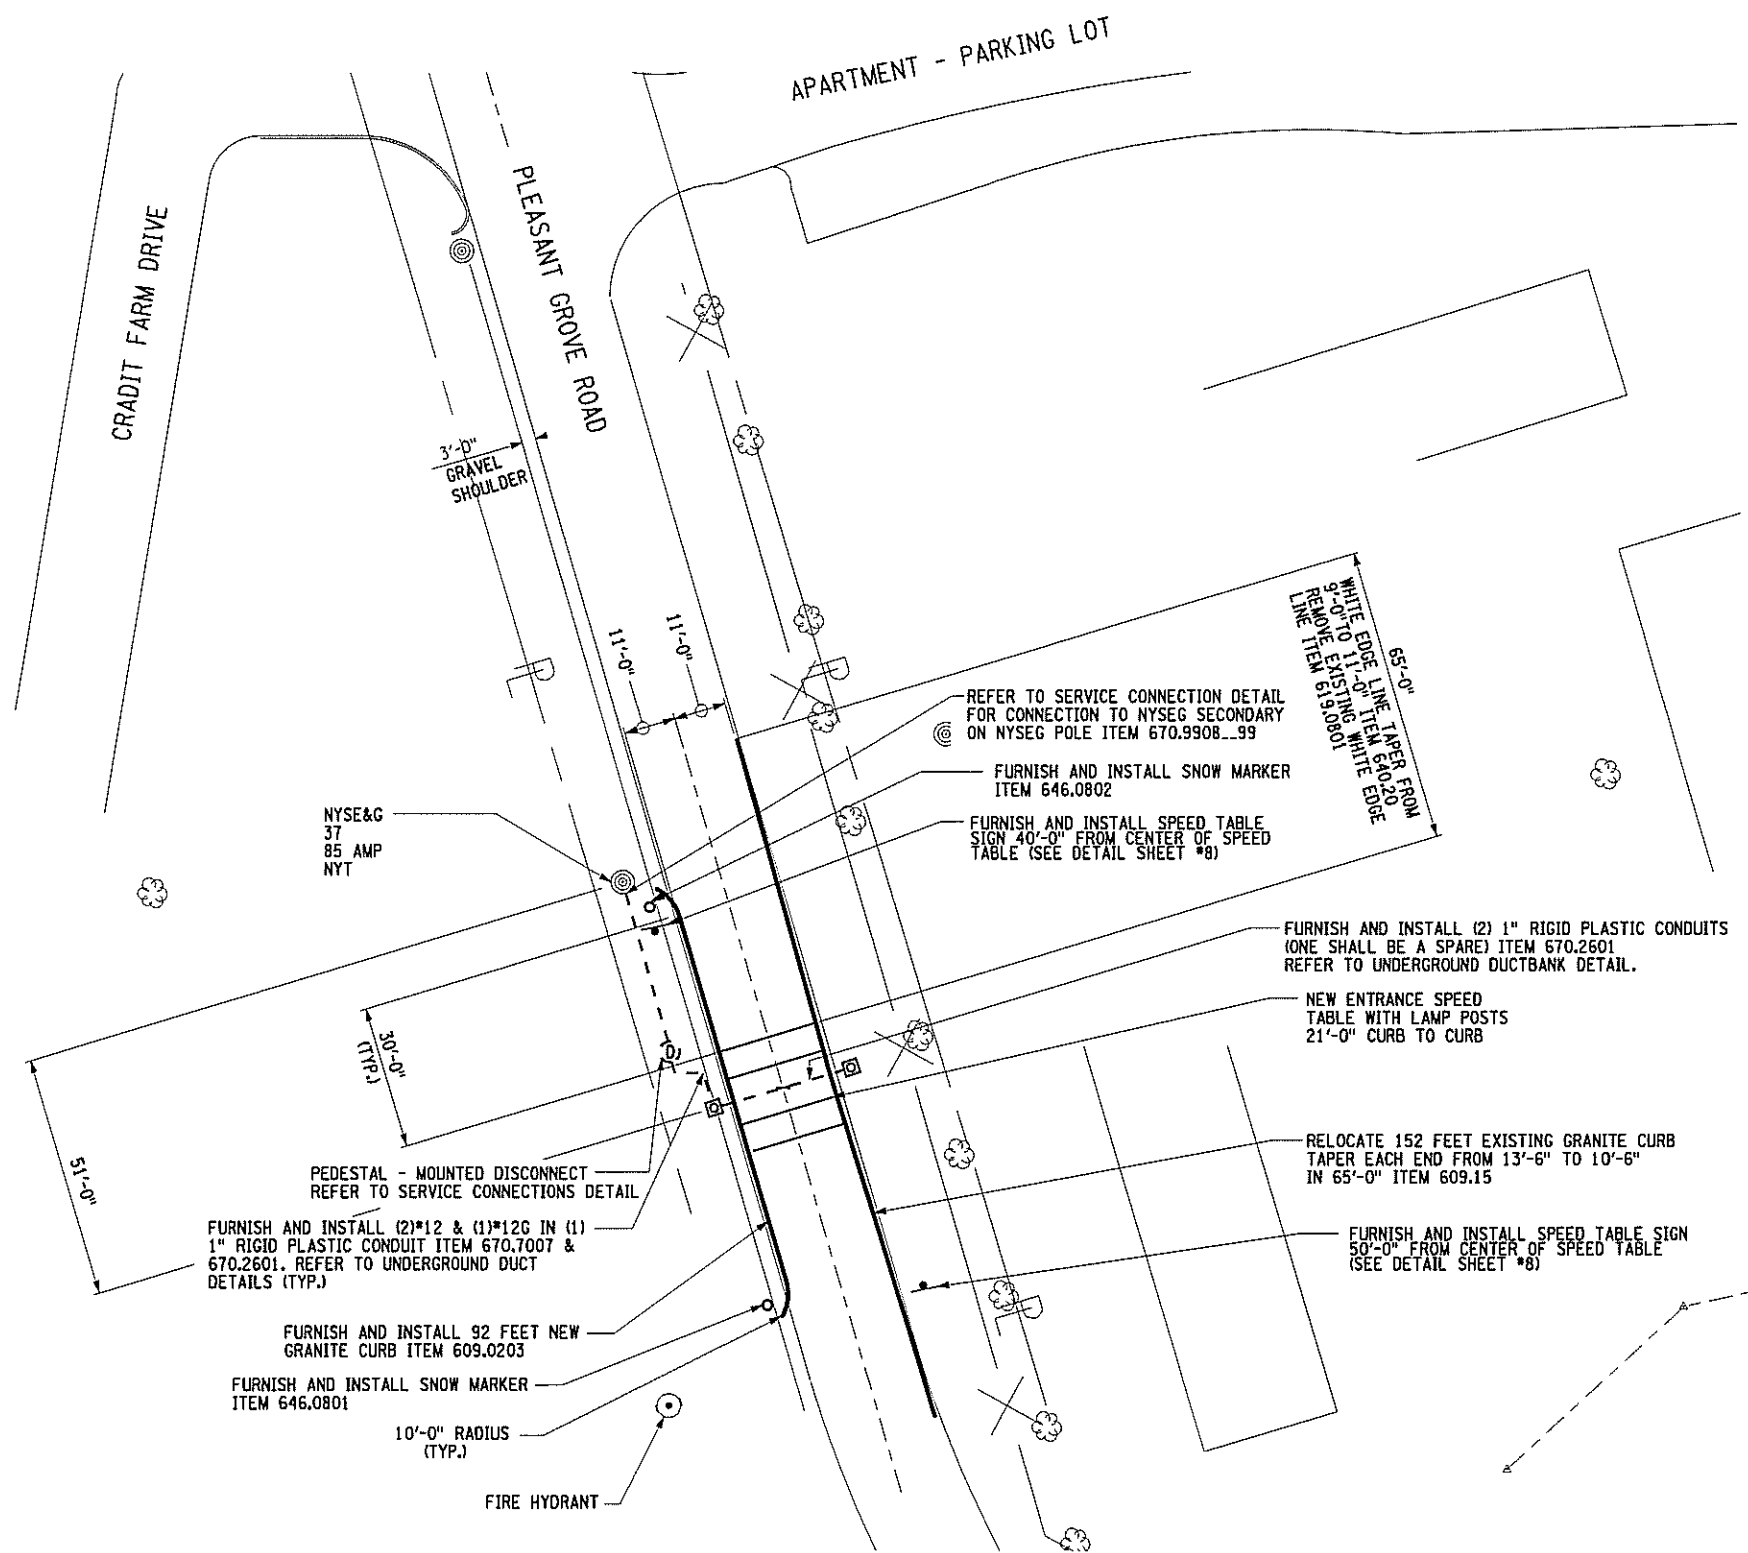 APARTMENT - PARKING LOT
CRADIT FARM DRIVE
PLEASANT GROVE ROAD
3'-0"
GRAVEL
SHOULDER
11'-0"
11'-0"
65'-0"
WHITE EDGE LINE TAPER FROM
9'-0" TO 11'-0" ITEM 640.20
REMOVE EXISTING WHITE EDGE
LINE ITEM 619.0801
REFER TO SERVICE CONNECTION DETAIL
FOR CONNECTION TO NYSEG SECONDARY
ON NYSEG POLE ITEM 670.9908__99
FURNISH AND INSTALL SNOW MARKER
ITEM 646.0802
FURNISH AND INSTALL SPEED TABLE
SIGN 40'-0" FROM CENTER OF SPEED
TABLE (SEE DETAIL SHEET #8)
NYSE&G
37
85 AMP
NYT
FURNISH AND INSTALL (2) 1" RIGID PLASTIC CONDUITS
(ONE SHALL BE A SPARE) ITEM 670.2601
REFER TO UNDERGROUND DUCTBANK DETAIL.
NEW ENTRANCE SPEED
TABLE WITH LAMP POSTS
21'-0" CURB TO CURB
30'-0"
(TYP.)
51'-0"
RELOCATE 152 FEET EXISTING GRANITE CURB
TAPER EACH END FROM 13'-6" TO 10'-6"
IN 65'-0" ITEM 609.15
PEDESTAL - MOUNTED DISCONNECT
REFER TO SERVICE CONNECTIONS DETAIL
FURNISH AND INSTALL (2)#12 & (1)#12G IN (1)
1" RIGID PLASTIC CONDUIT ITEM 670.7007 &
670.2601. REFER TO UNDERGROUND DUCT
DETAILS (TYP.)
FURNISH AND INSTALL SPEED TABLE SIGN
50'-0" FROM CENTER OF SPEED TABLE
(SEE DETAIL SHEET #8)
FURNISH AND INSTALL 92 FEET NEW
GRANITE CURB ITEM 609.0203
FURNISH AND INSTALL SNOW MARKER
ITEM 646.0801
10'-0" RADIUS
(TYP.)
FIRE HYDRANT